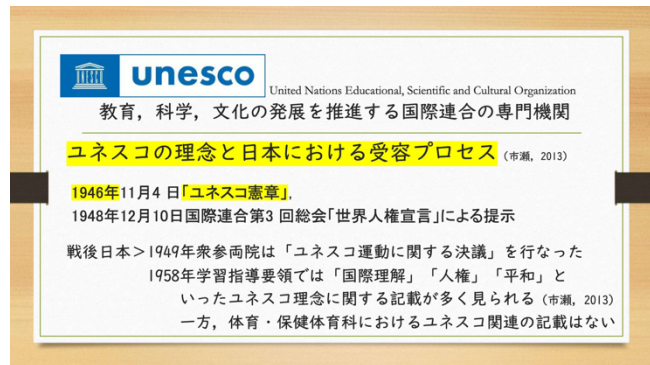 unesco
United Nations Educational, Scientific and Cultural Organization
教育，科学，文化の発展を推進する国際連合の専門機関
ユネスコの理念と日本における受容プロセス（市瀬，2013）
1946年11月4 日「ユネスコ憲章」，
1948年12月10日国際連合第3 回総会「世界人権宣言」による提示
戦後日本＞1949年衆参両院は「ユネスコ運動に関する決議」を行なった
1958年学習指導要領では「国際理解」「人権」「平和」と
いったユネスコ理念に関する記載が多く見られる（市瀬，2013）
一方，体育・保健体育科におけるユネスコ関連の記載はない